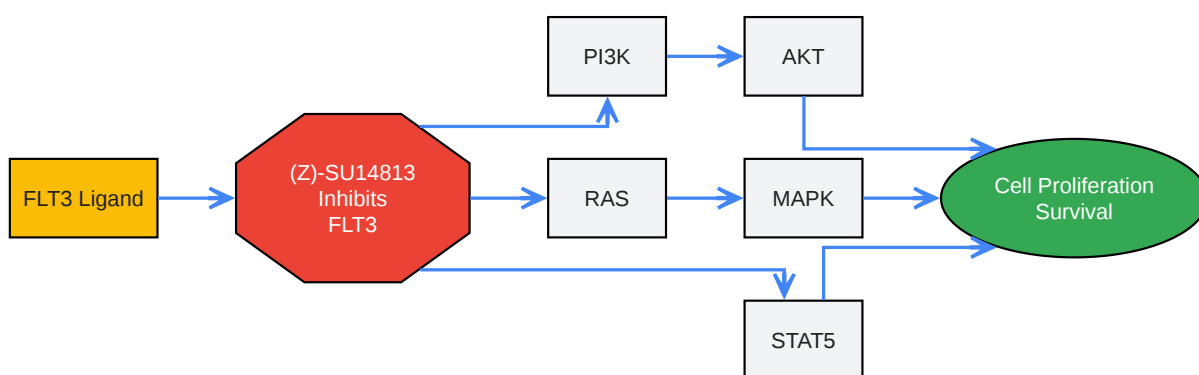 PI3K
AKT
FLT3 Ligand
(Z)-SU14813
Inhibits
FLT3
RAS
MAPK
Cell Proliferation
Survival
STAT5